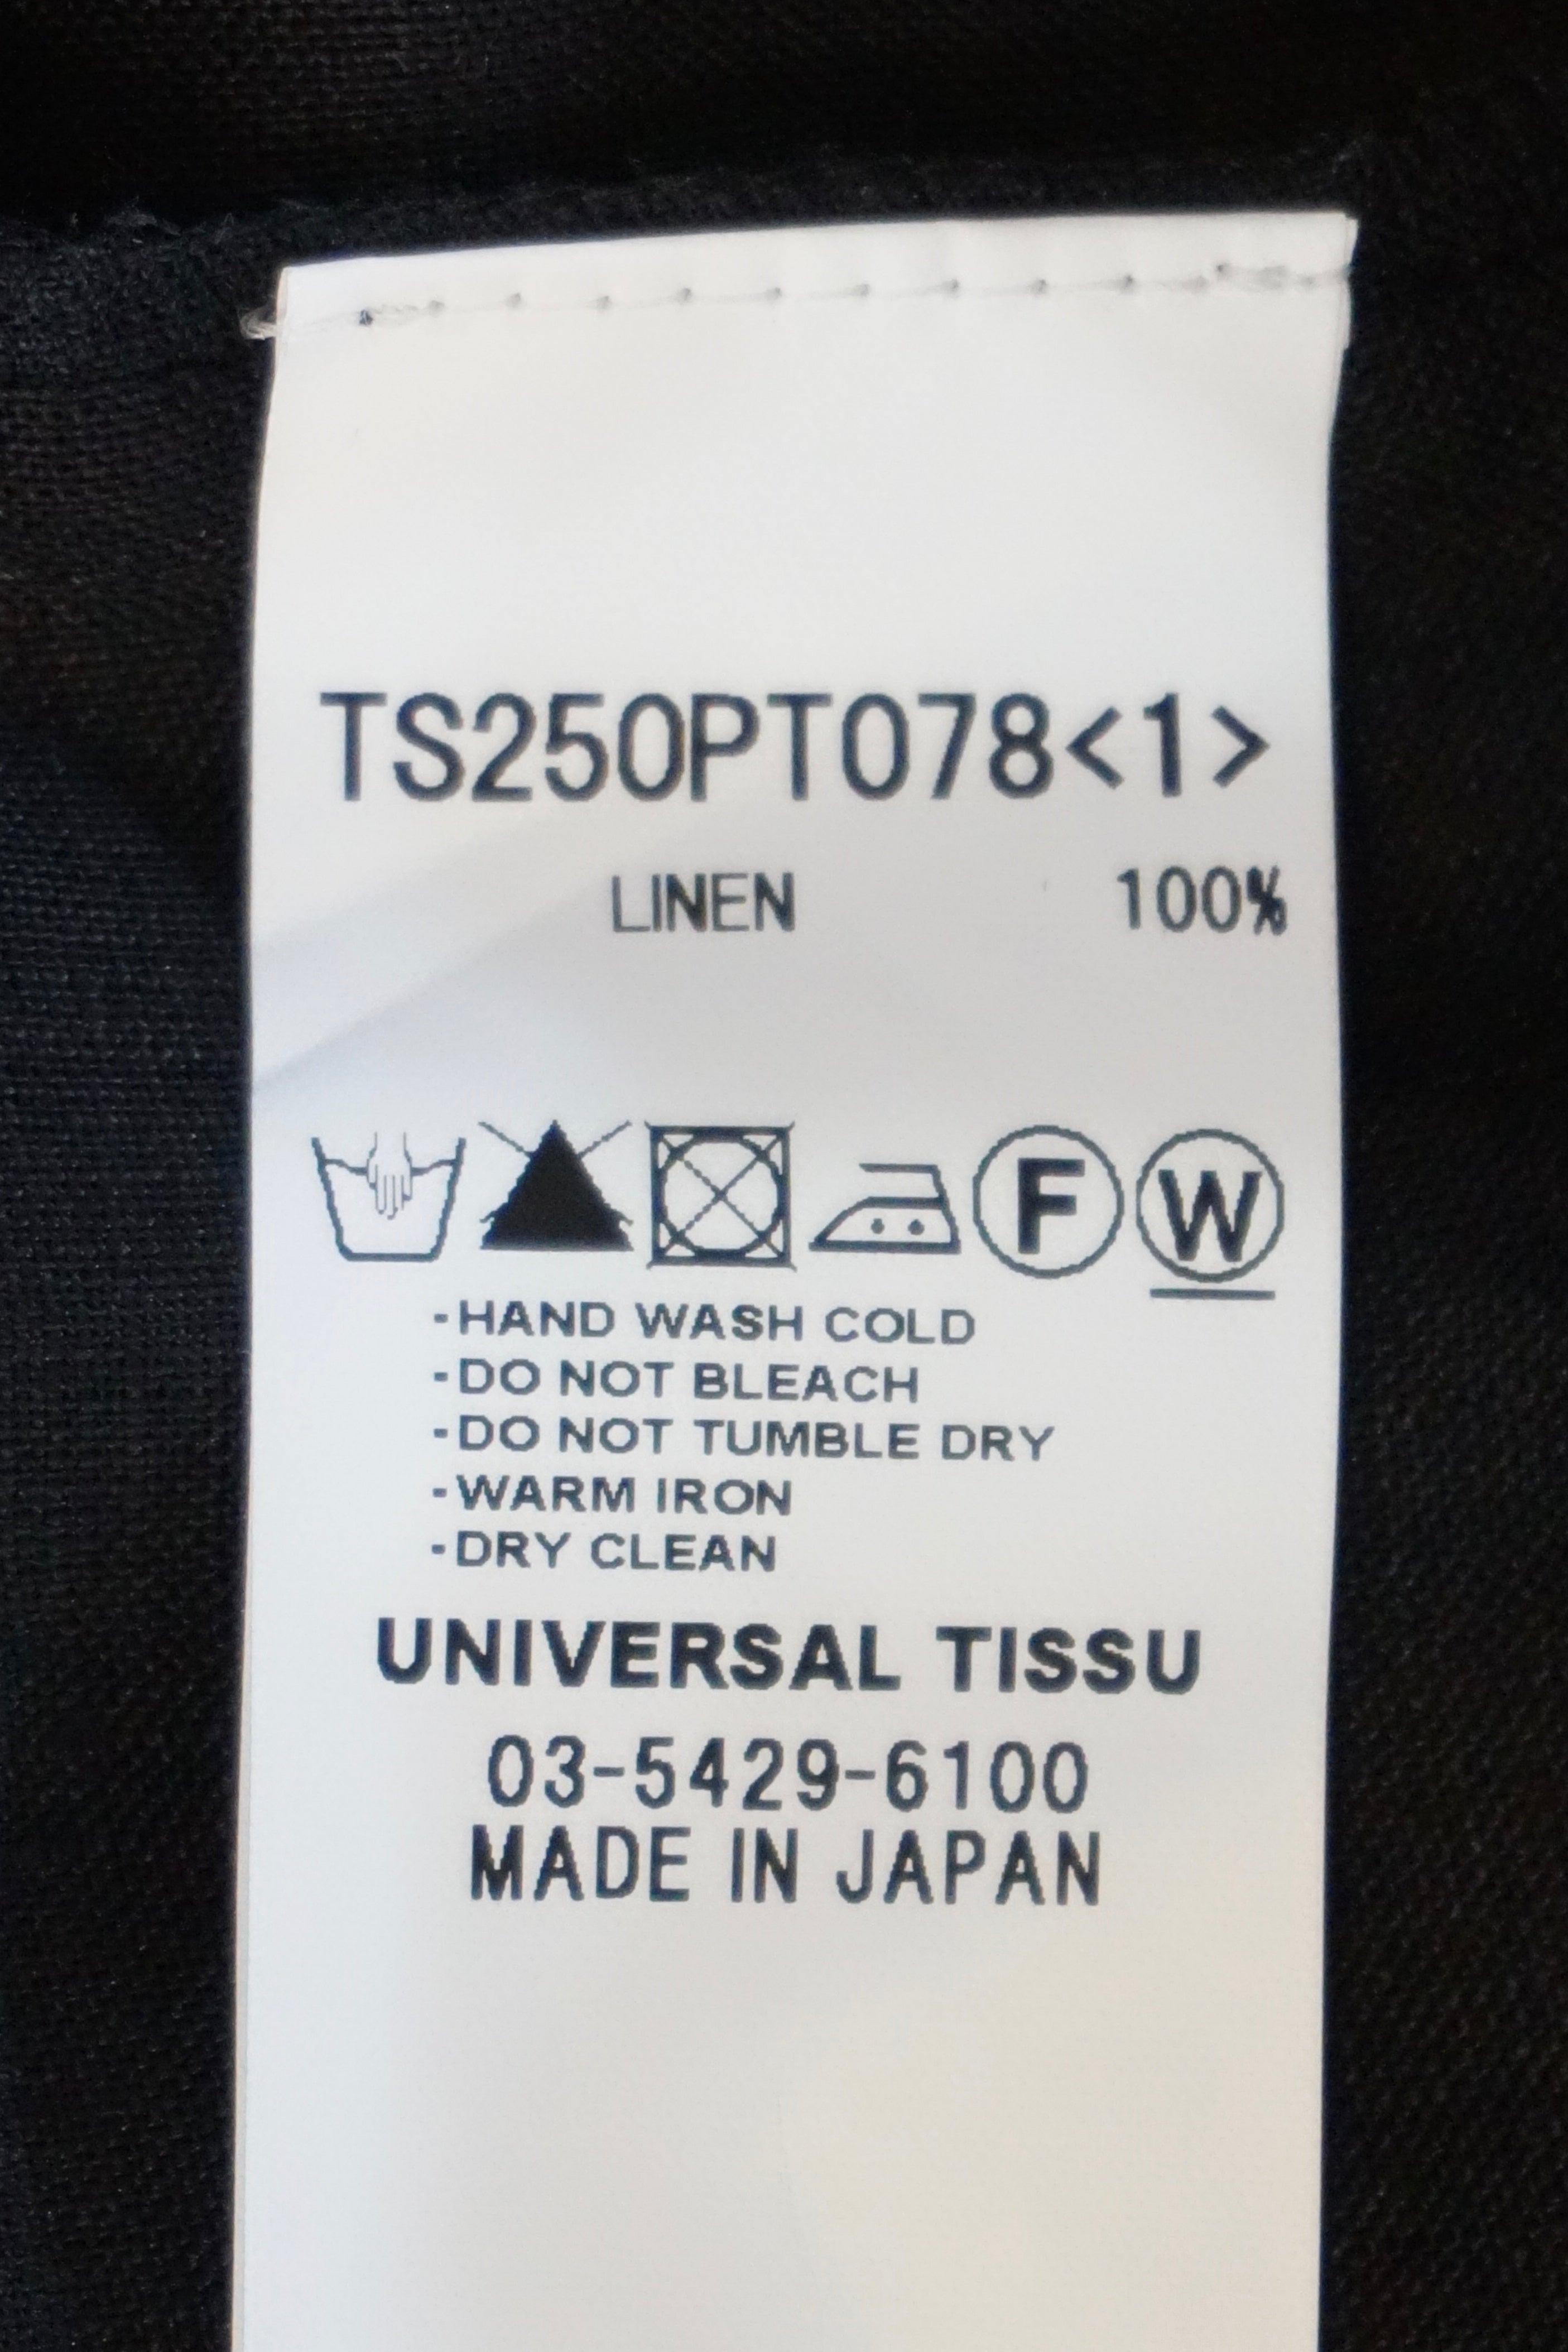 TS250PT078<1>
LINEN 100%
F W
-HAND WASH COLD
-DO NOT BLEACH
-DO NOT TUMBLE DRY
-WARM IRON
-DRY CLEAN
UNIVERSAL TISSU
03-5429-6100
MADE IN JAPAN